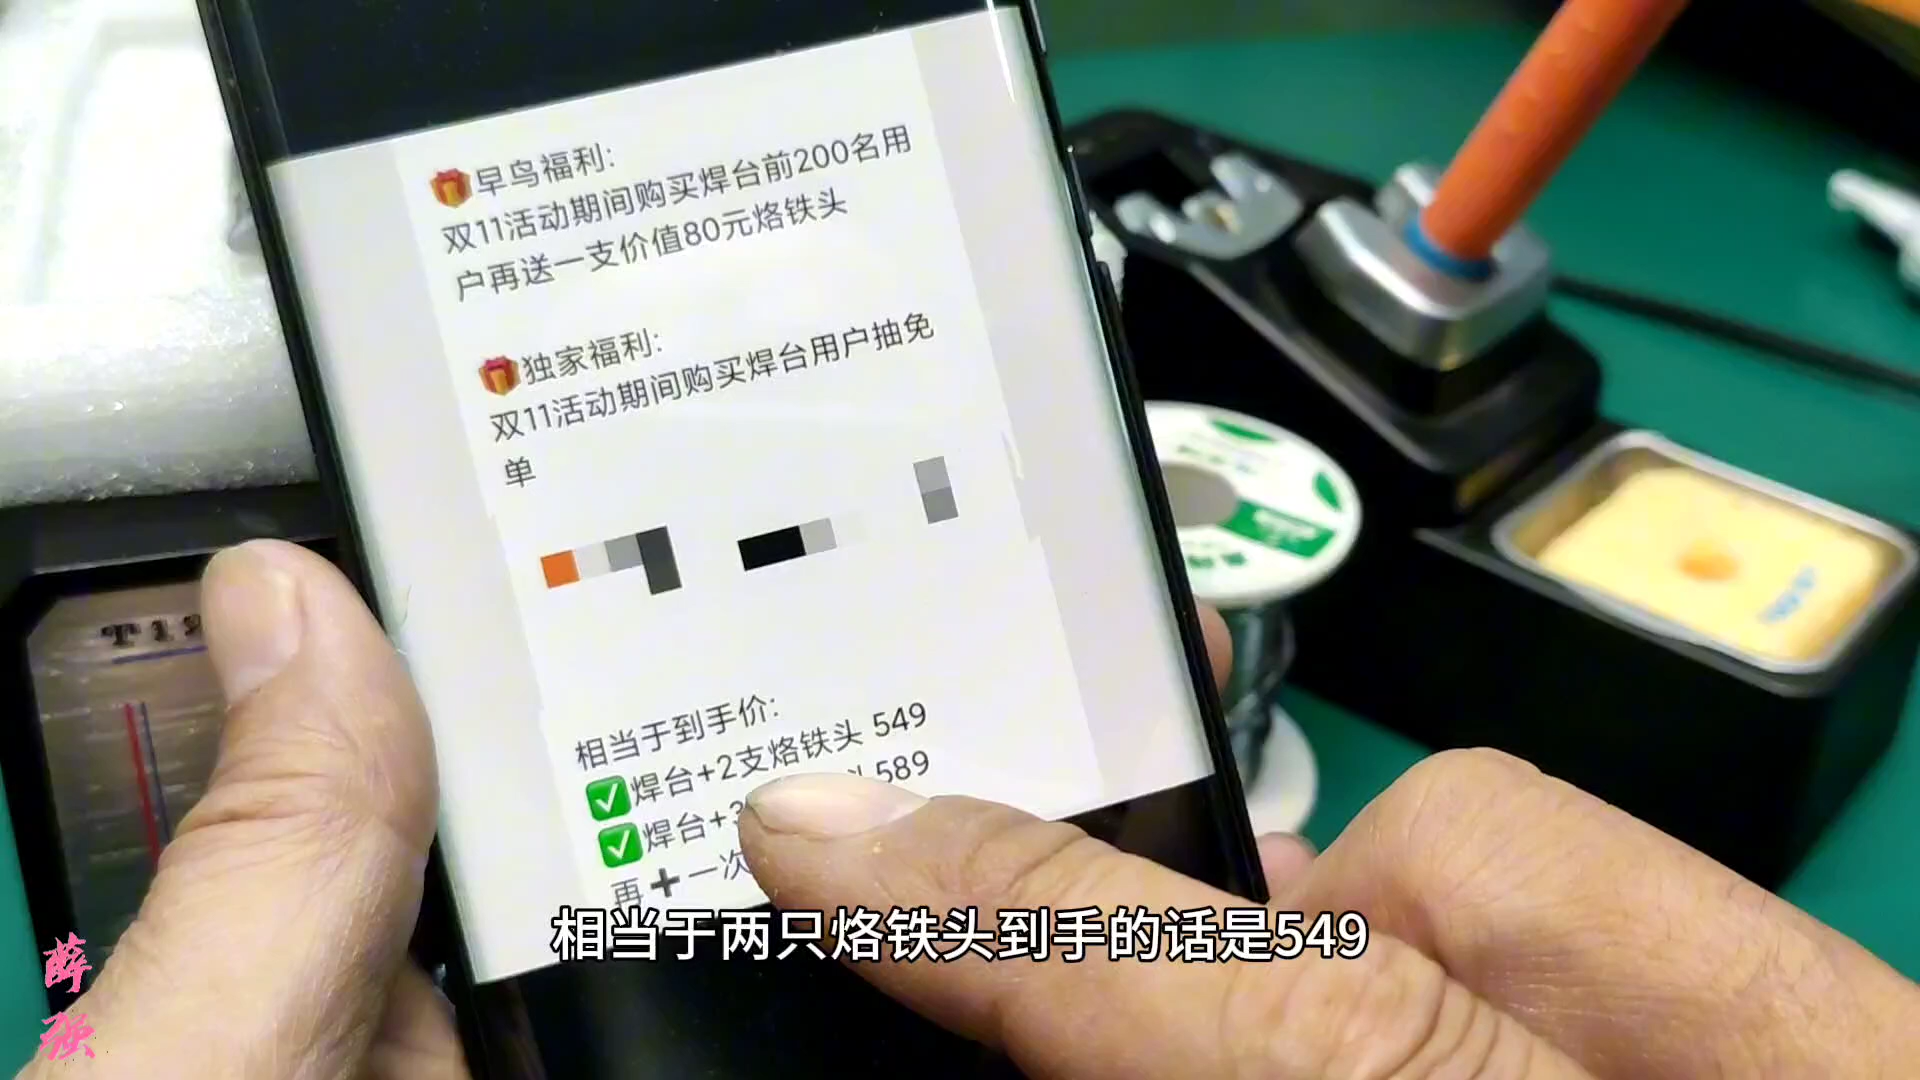 早鸟福利:
双11活动期间购买焊台前200名用
户再送一支价值80元烙铁头
独家福利:
双11活动期间购买焊台用户抽免
单
相当于到手价:
焊台+2支烙铁头 549
焊台+3 589
再+一次
相当于两只烙铁头到手的话是549
T12
薛
强